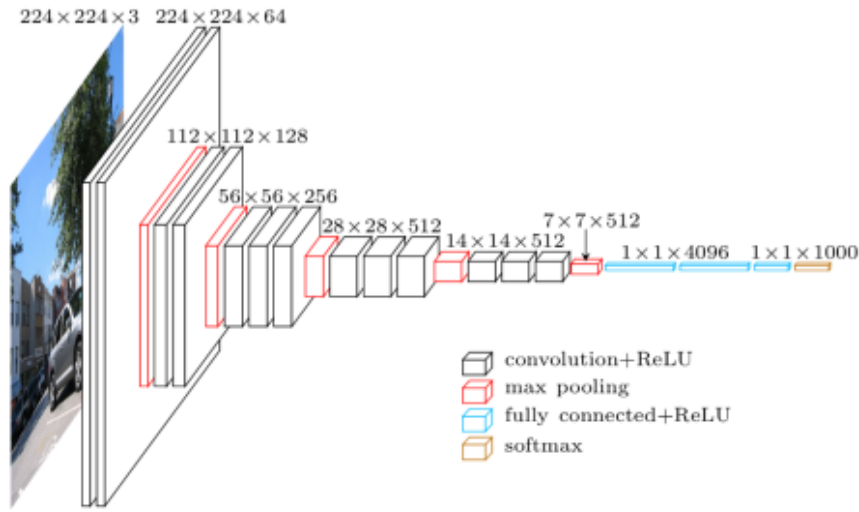 224×224×3
224×224×64
112×112×128
56×56×256
28×28×512
14×14×512
7×7×512
1×1×4096
1×1×1000
convolution+ReLU
max pooling
fully connected+ReLU
softmax